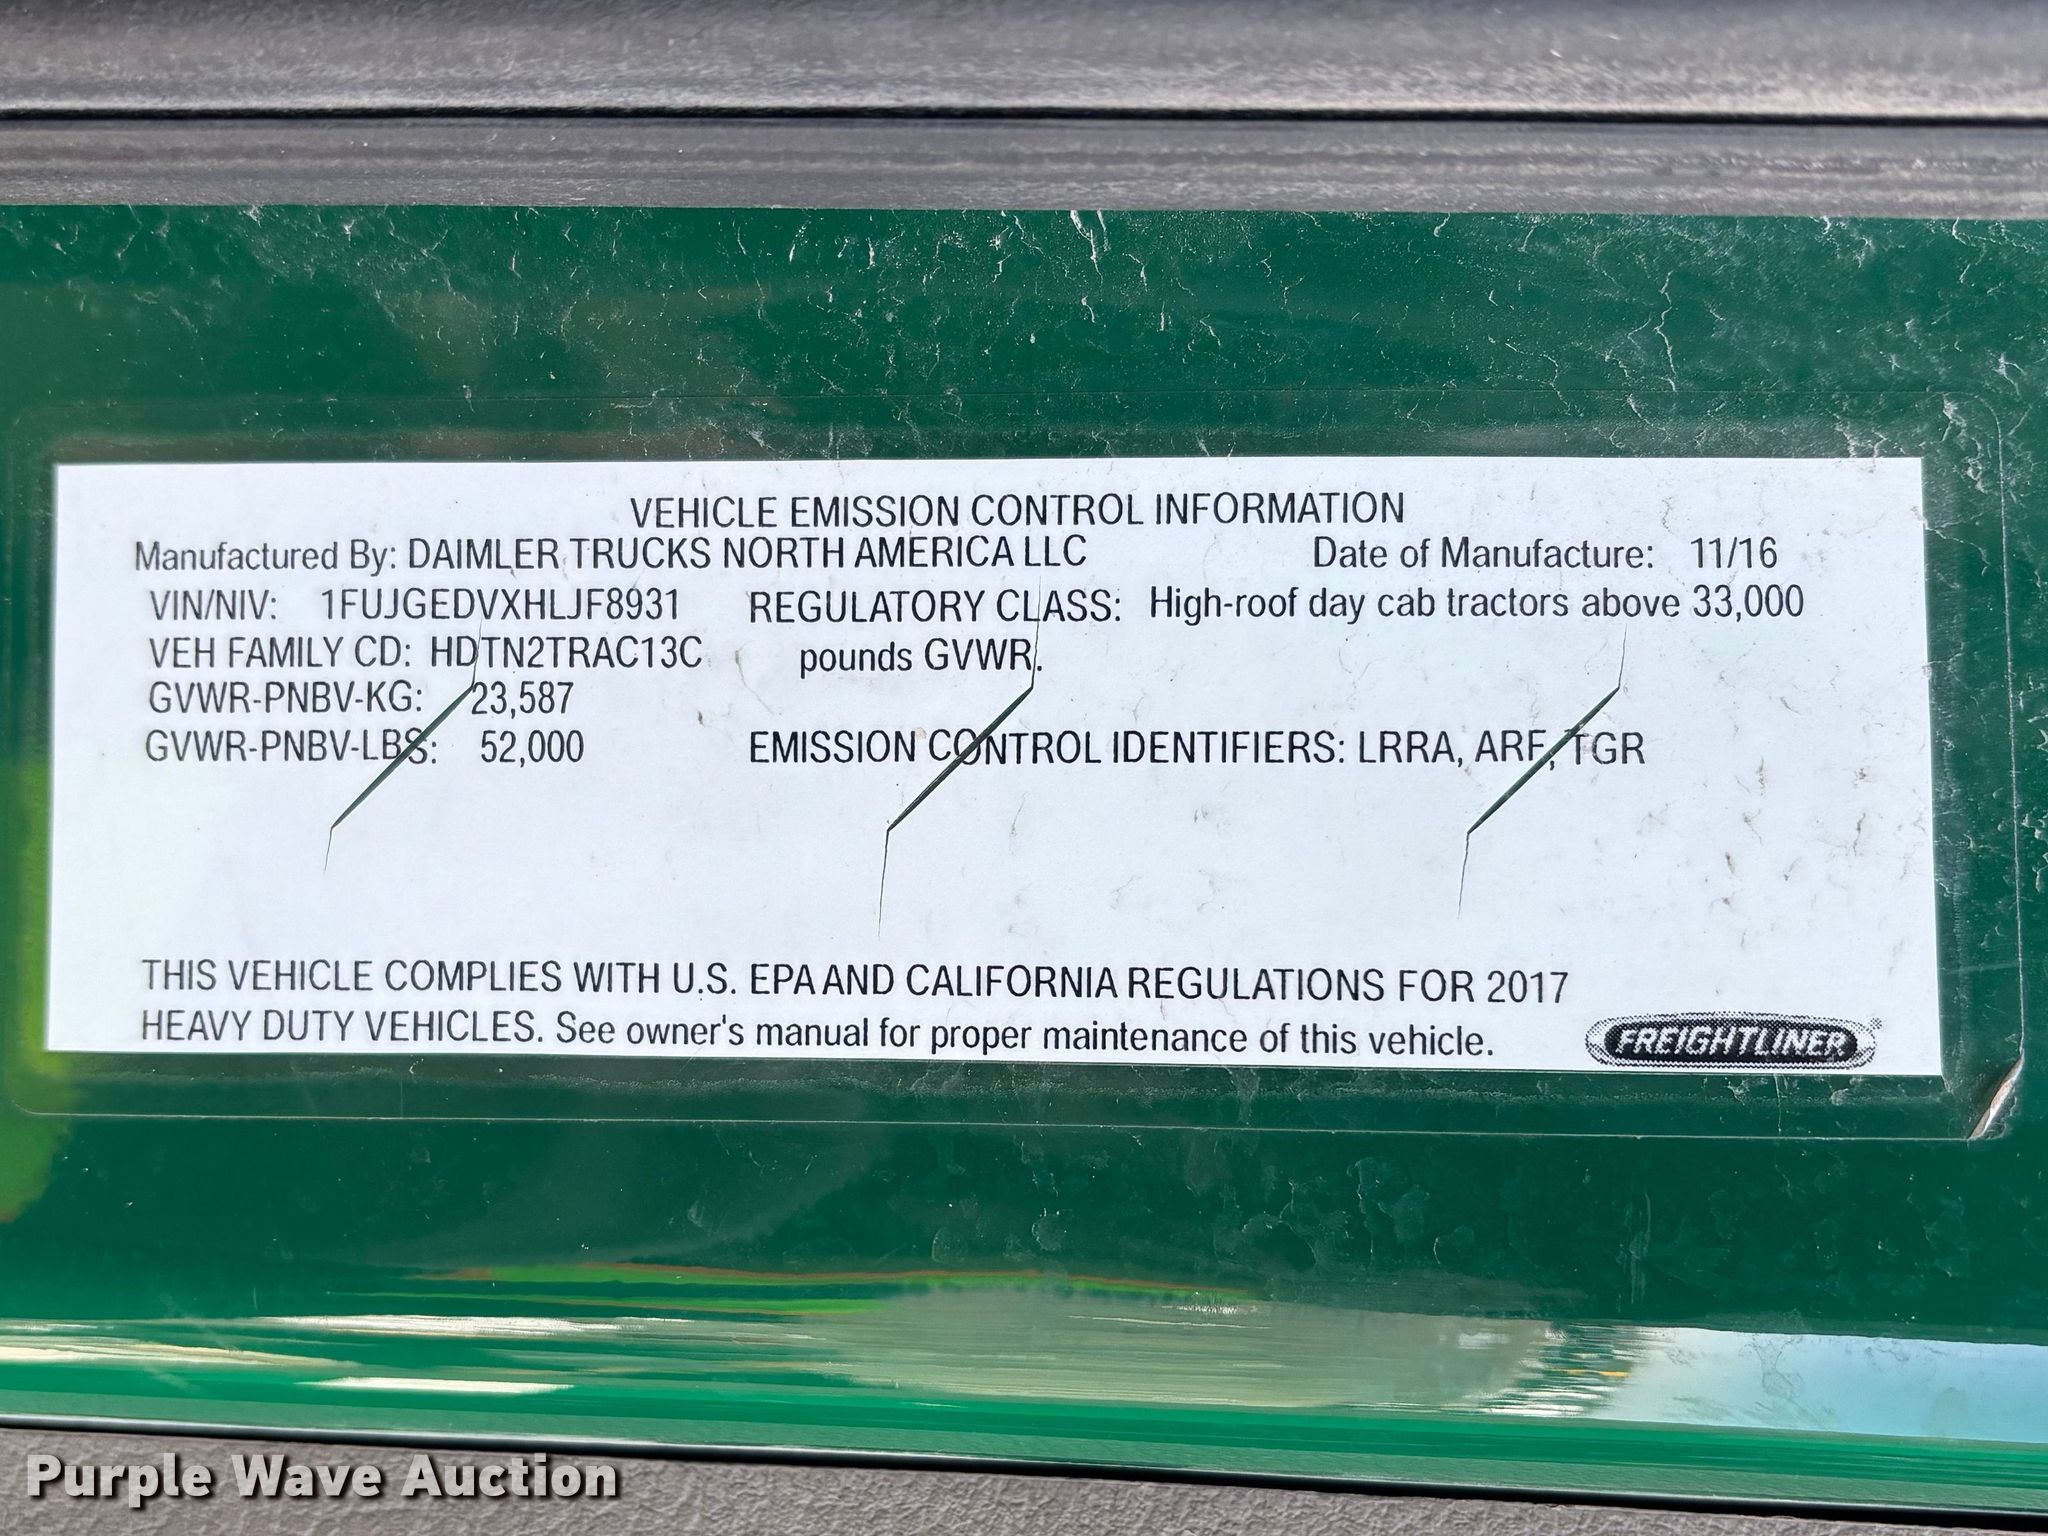 VEHICLE EMISSION CONTROL INFORMATION
Manufactured By: DAIMLER TRUCKS NORTH AMERICA LLC Date of Manufacture: 11/16
VIN/NIV: 1FUJGEDVXHLJF8931 REGULATORY CLASS: High-roof day cab tractors above 33,000
VEH FAMILY CD: HDTN2TRAC13C pounds GVWR.
GVWR-PNBV-KG: 23,587
GVWR-PNBV-LBS: 52,000 EMISSION CONTROL IDENTIFIERS: LRRA, ARF, TGR
THIS VEHICLE COMPLIES WITH U.S. EPA AND CALIFORNIA REGULATIONS FOR 2017
HEAVY DUTY VEHICLES. See owner's manual for proper maintenance of this vehicle.
FREIGHTLINER®
Purple Wave Auction